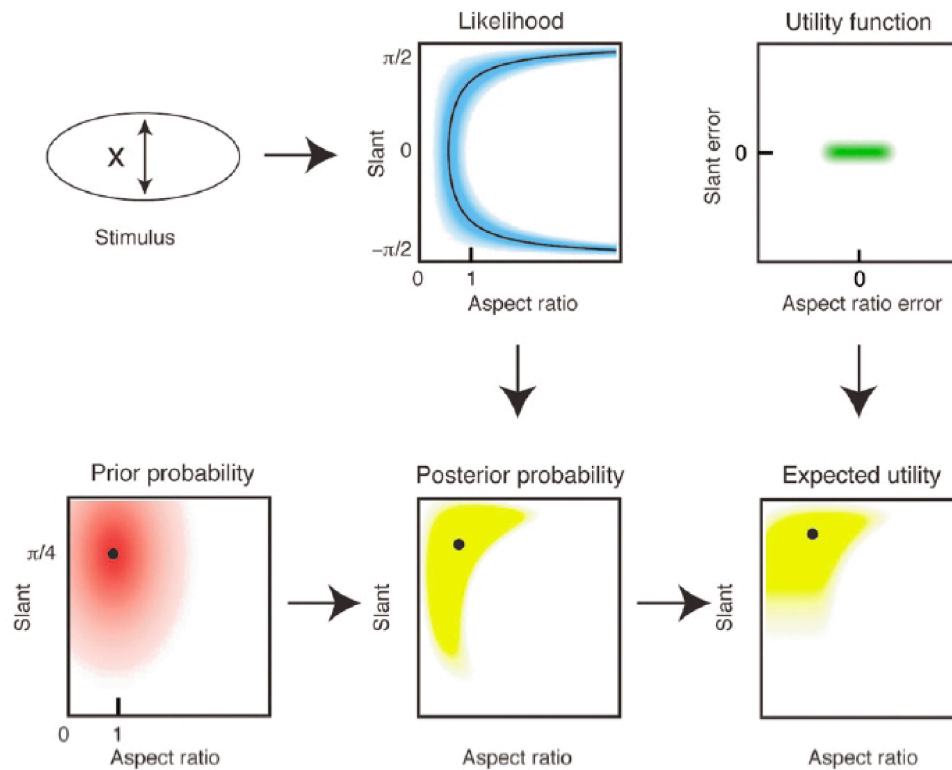 Likelihood
Utility function
π/2
Slant
0
−π/2
0
1
Aspect ratio
X
Stimulus
Slant error
0
0
Aspect ratio error
Prior probability
Posterior probability
Expected utility
π/4
Slant
0
1
Aspect ratio
Slant
Aspect ratio
Slant
Aspect ratio